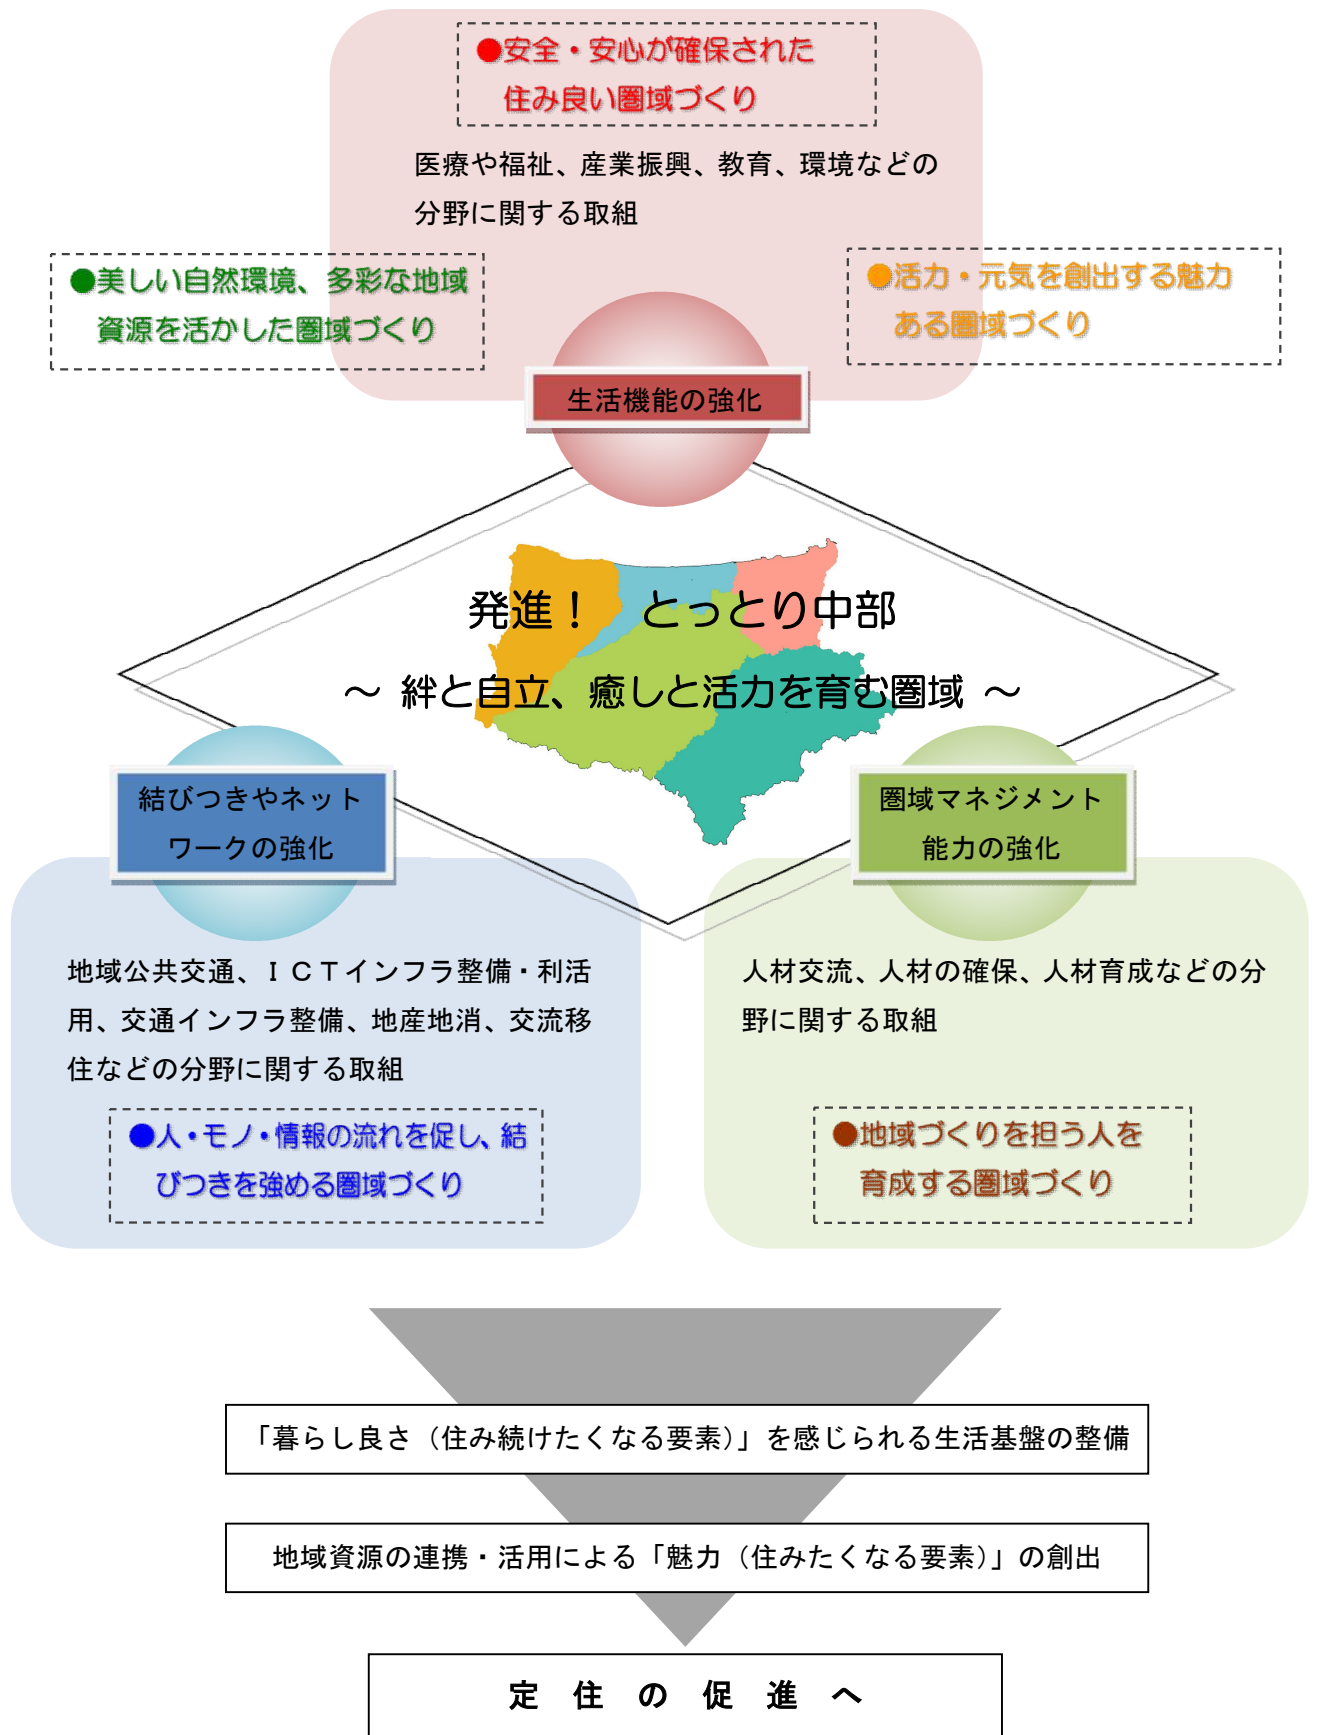 ●安全・安心が確保された
住み良い圏域づくり
医療や福祉、産業振興、教育、環境などの
分野に関する取組
●美しい自然環境、多彩な地域
資源を活かした圏域づくり
●活力・元気を創出する魅力
ある圏域づくり
生活機能の強化
発進！　とっとり中部
～ 絆と自立、癒しと活力を育む圏域 ～
結びつきやネット
ワークの強化
圏域マネジメント
能力の強化
地域公共交通、ＩＣＴインフラ整備・利活
用、交通インフラ整備、地産地消、交流移
住などの分野に関する取組
●人・モノ・情報の流れを促し、結
びつきを強める圏域づくり
人材交流、人材の確保、人材育成などの分
野に関する取組
●地域づくりを担う人を
育成する圏域づくり
「暮らし良さ（住み続けたくなる要素）」を感じられる生活基盤の整備
地域資源の連携・活用による「魅力（住みたくなる要素）」の創出
定　住　の　促　進　へ